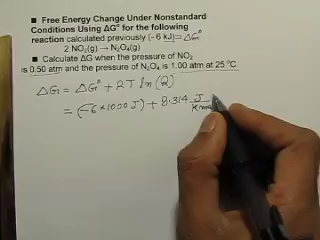 ■ Free Energy Change Under Nonstandard
Conditions Using ΔG° for the following
reaction calculated previously (- 6 kJ) = ΔG°
2 NO₂(g) → N₂O₄(g)
■ Calculate ΔG when the pressure of NO₂
is 0.50 atm and the pressure of N₂O₄ is 1.00 atm at 25 °C
ΔG = ΔG° + RT ln (Q)
= (-6 × 1000 J) + 8.314 J